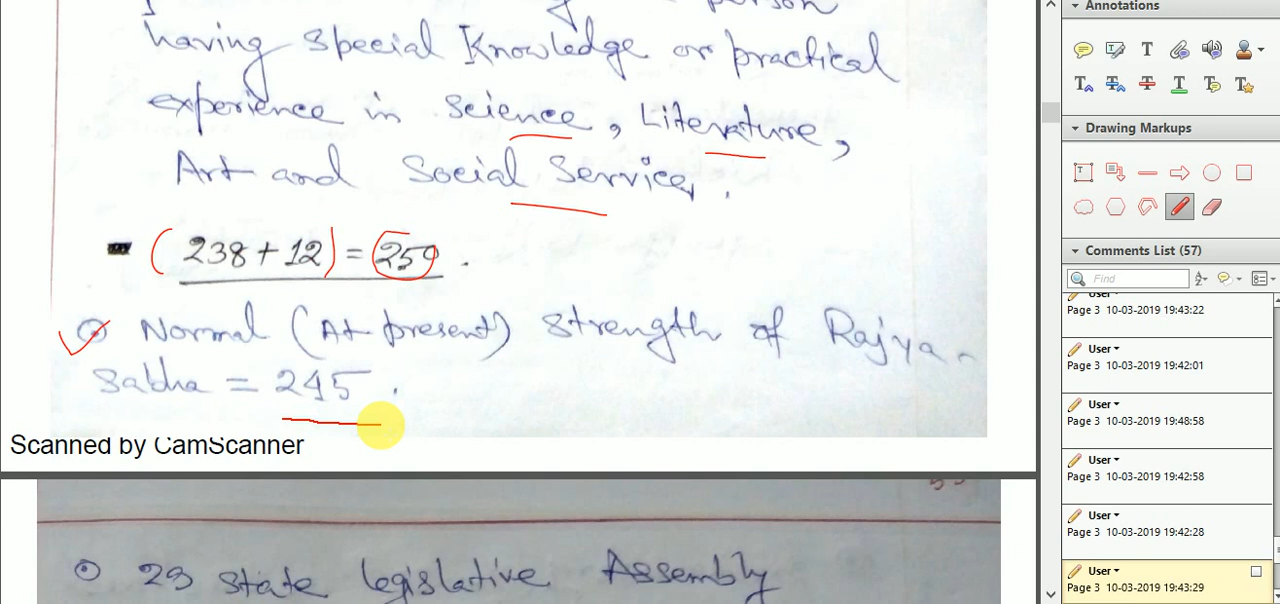 person
having special Knowledge or practical
experience in science, Literature,
Art and Social Service.
(238+12) = 250.
Normal (At present) strength of Rajya-
Sabha = 245.
Scanned by CamScanner
29 State legislative Assembly
Annotations
T
T T T T T T
Drawing Markups
T
Comments List (57)
Find
User
Page 3 10-03-2019 19:43:22
User
Page 3 10-03-2019 19:42:01
User
Page 3 10-03-2019 19:48:58
User
Page 3 10-03-2019 19:42:58
User
Page 3 10-03-2019 19:42:28
User
Page 3 10-03-2019 19:43:29